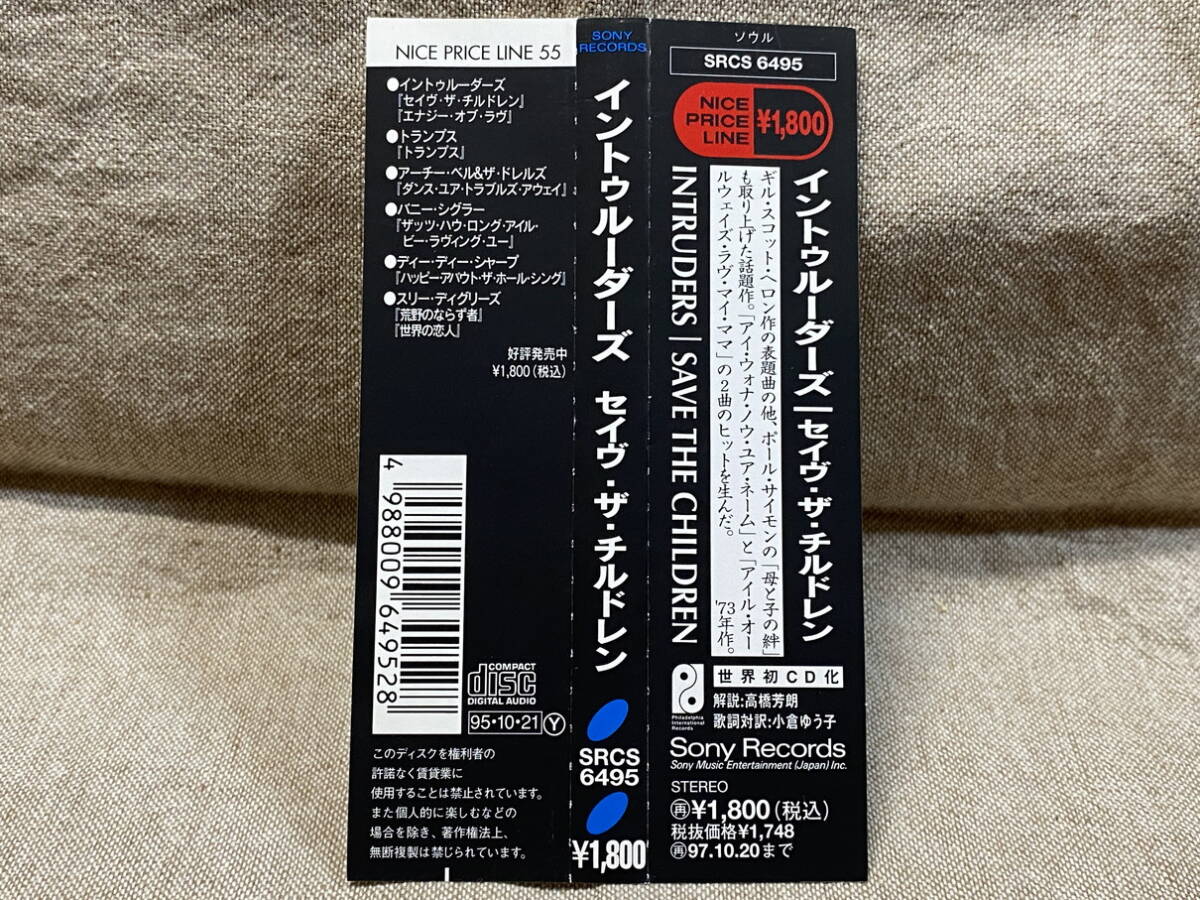 NICE PRICE LINE 55
●イントゥルーダーズ
『セイヴ・ザ・チルドレン』
『エナジー・オブ・ラヴ』
●トランプス
『トランプス』
●アーチー・ベル&ザ・ドレルズ
『ダンス・ユア・トラブルズ・アウェイ』
●バニー・シグラー
『ザッツ・ハウ・ロング・アイル・
ビー・ラヴィング・ユー』
●ディー・ディー・シャープ
『ハッピー・アバウト・ザ・ホール・シング』
●スリー・ディグリーズ
『荒野のならず者』
『世界の恋人』
好評発売中
¥1,800(税込)
4 988009 649528
COMPACT
disc
DIGITAL AUDIO
95・10・21 Y
このディスクを権利者の
許諾なく賃貸業に
使用することは禁止されています。
また個人的に楽しむなどの
場合を除き、著作権法上、
無断複製は禁じられています。
SONY
RECORDS
イントゥルーダーズ セイヴ・ザ・チルドレン
SRCS
6495
¥1,800
ソウル
SRCS 6495
NICE
PRICE
LINE
¥1,800
イントゥルーダーズ|セイヴ・ザ・チルドレン
ギル・スコット・ヘロン作の表題曲の他、ポール・サイモンの「母と子の絆」
も取り上げた話題作。「アイ・ウォナ・ノウ・ユア・ネーム」と「アイル・オー
ルウェイズ・ラヴ・マイ・ママ」の2曲のヒットを生んだ。
'73年作。
INTRUDERS | SAVE THE CHILDREN
Philadelphia
International
Records
世界初CD化
解説:高橋芳朗
歌詞対訳:小倉ゆう子
Sony Records
Sony Music Entertainment (Japan) Inc.
STEREO
再¥1,800(税込)
税抜価格¥1,748
再97.10.20まで